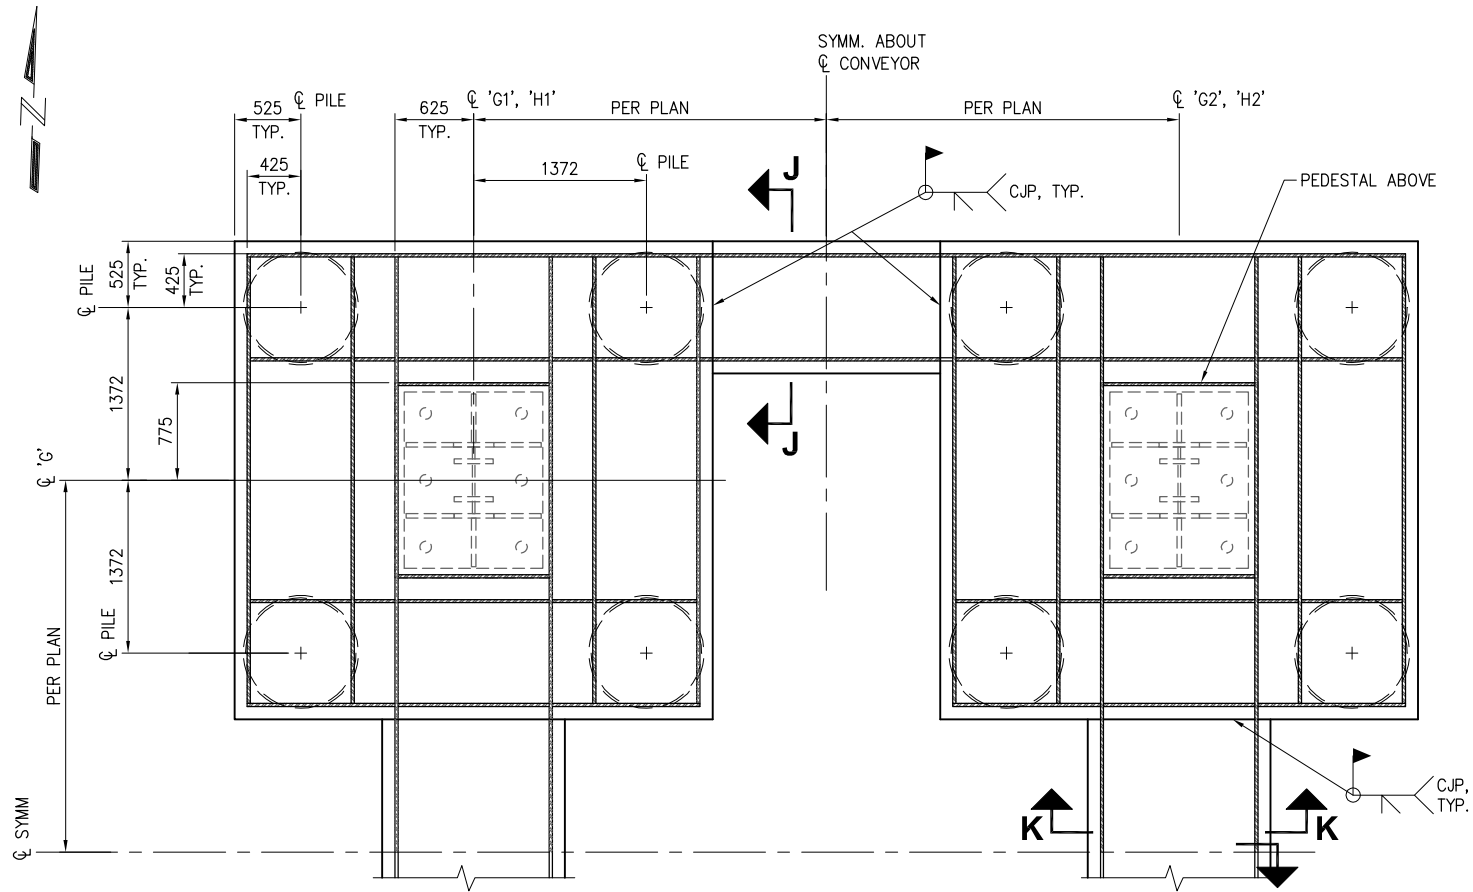 SYMM. ABOUT
℄ CONVEYOR
525
TYP.
℄ PILE
625
TYP.
℄ 'G1', 'H1'
PER PLAN
PER PLAN
℄ 'G2', 'H2'
N
425
TYP.
1372
℄ PILE
J
CJP, TYP.
PEDESTAL ABOVE
℄ PILE
525
TYP.
425
TYP.
1372
775
J
℄ 'G'
1372
℄ PILE
PER PLAN
℄ SYMM
CJP,
TYP.
K
K